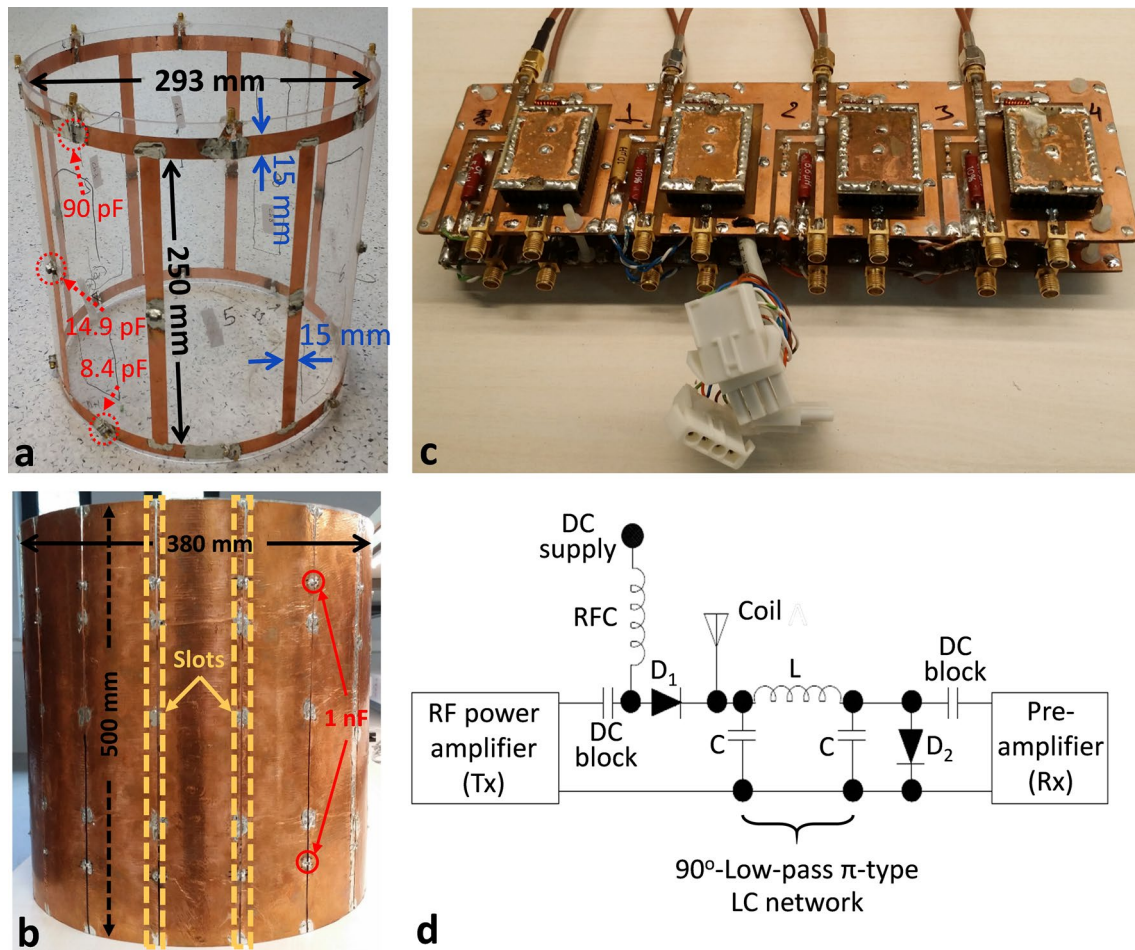 293 mm
15 mm
90 pF
250 mm
14.9 pF
15 mm
8.4 pF
5
a
1
2
3
4
c
380 mm
Slots
500 mm
1 nF
b
DC
supply
RFC
Coil
D1
L
DC
block
RF power
amplifier
(Tx)
DC
block
C
C
D2
Pre-
amplifier
(Rx)
90°-Low-pass π-type
LC network
d